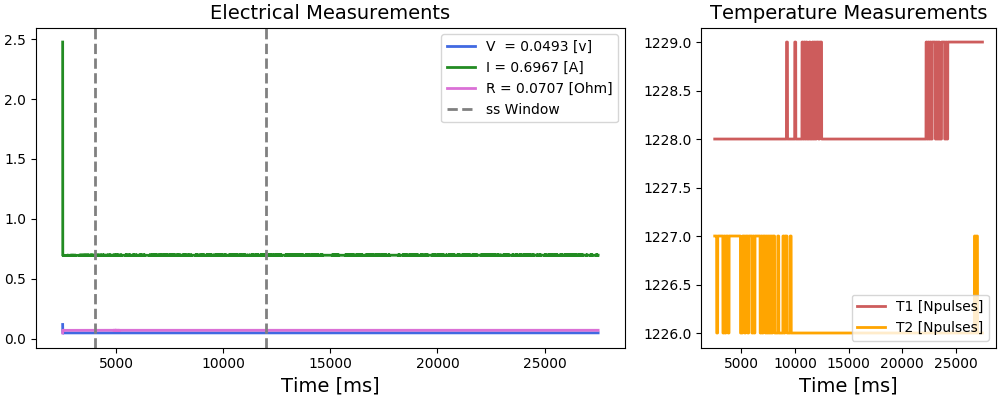 Electrical Measurements
2.5
2.0
1.5
1.0
0.5
0.0
V = 0.0493 [v]
I = 0.6967 [A]
R = 0.0707 [Ohm]
ss Window
5000 10000 15000 20000 25000
Time [ms]
Temperature Measurements
1229.0
1228.5
1228.0
1227.5
1227.0
1226.5
1226.0
T1 [Npulses]
T2 [Npulses]
5000 10000 15000 20000 25000
Time [ms]